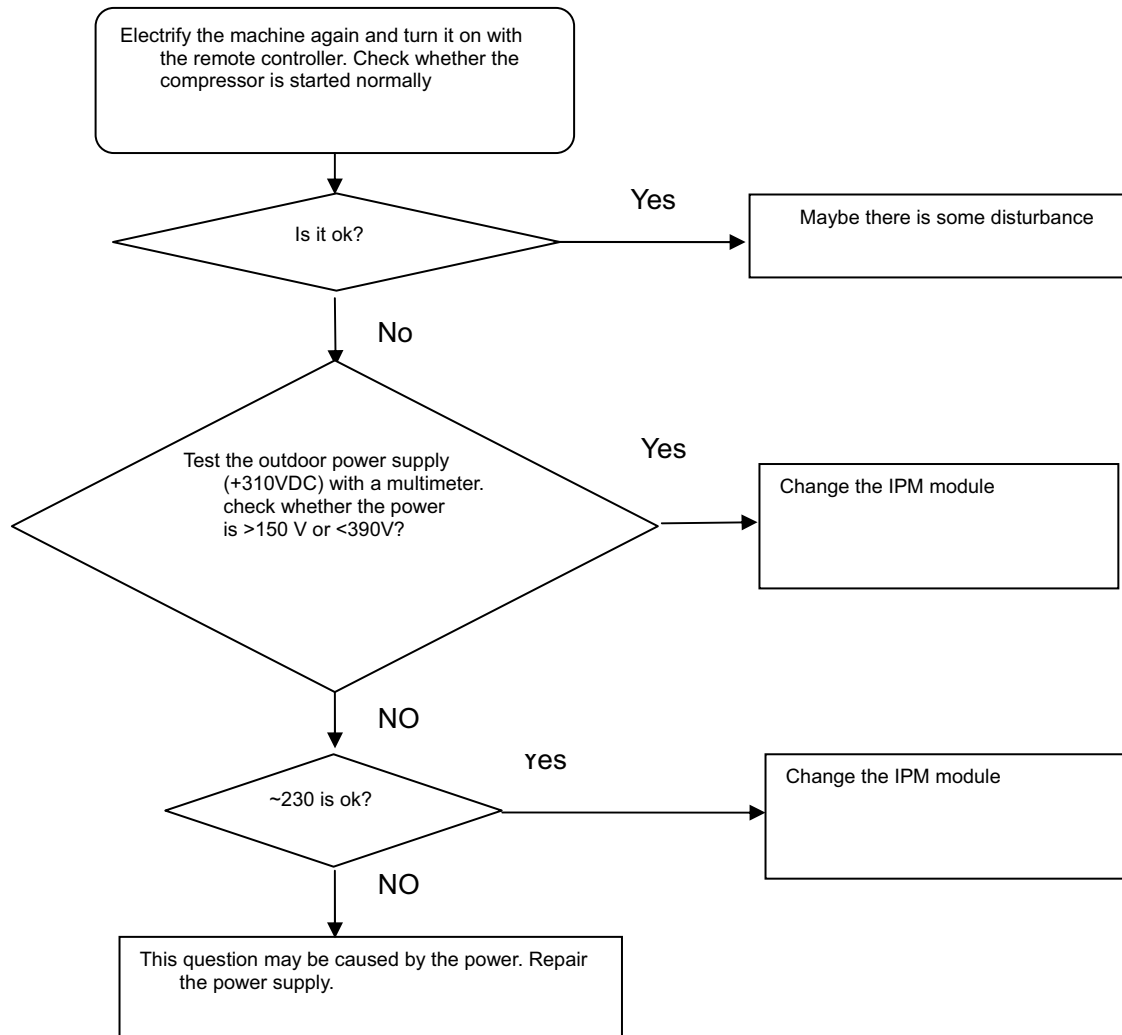 Electrify the machine again and turn it on with
the remote controller. Check whether the
compressor is started normally
Yes
Is it ok?
Maybe there is some disturbance
No
Yes
Test the outdoor power supply
(+310VDC) with a multimeter.
check whether the power
is >150 V or <390V?
Change the IPM module
NO
Yes
~230 is ok?
Change the IPM module
NO
This question may be caused by the power. Repair
the power supply.